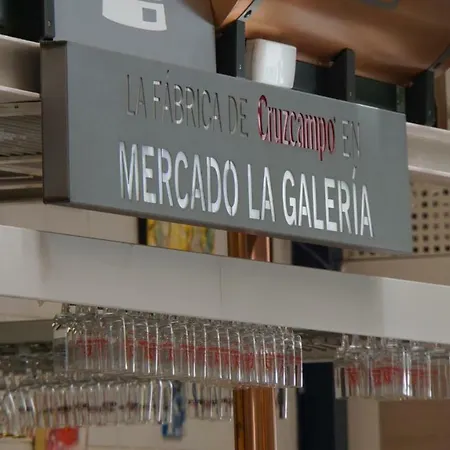 LA FÁBRICA DE Cruzcampo EN
MERCADO LA GALERÍA